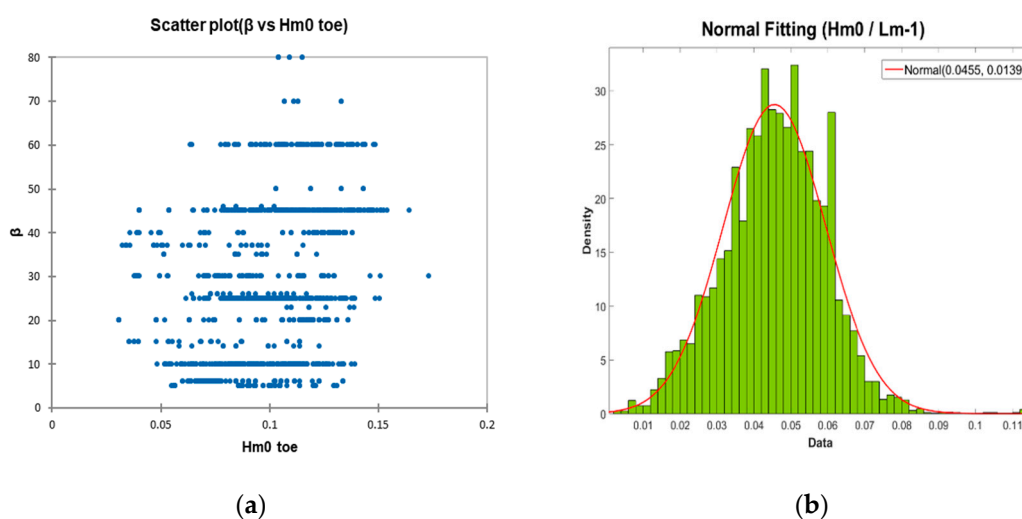 Scatter plot(β vs Hm0 toe)
80
70
60
50
40
30
20
10
0
β
0
0.05
0.1
0.15
0.2
Hm0 toe
(a)
Normal Fitting (Hm0 / Lm-1)
Normal(0.0455, 0.0139
30
25
20
15
10
5
0
Density
0.01 0.02 0.03 0.04 0.05 0.06 0.07 0.08 0.09 0.1 0.11
Data
(b)